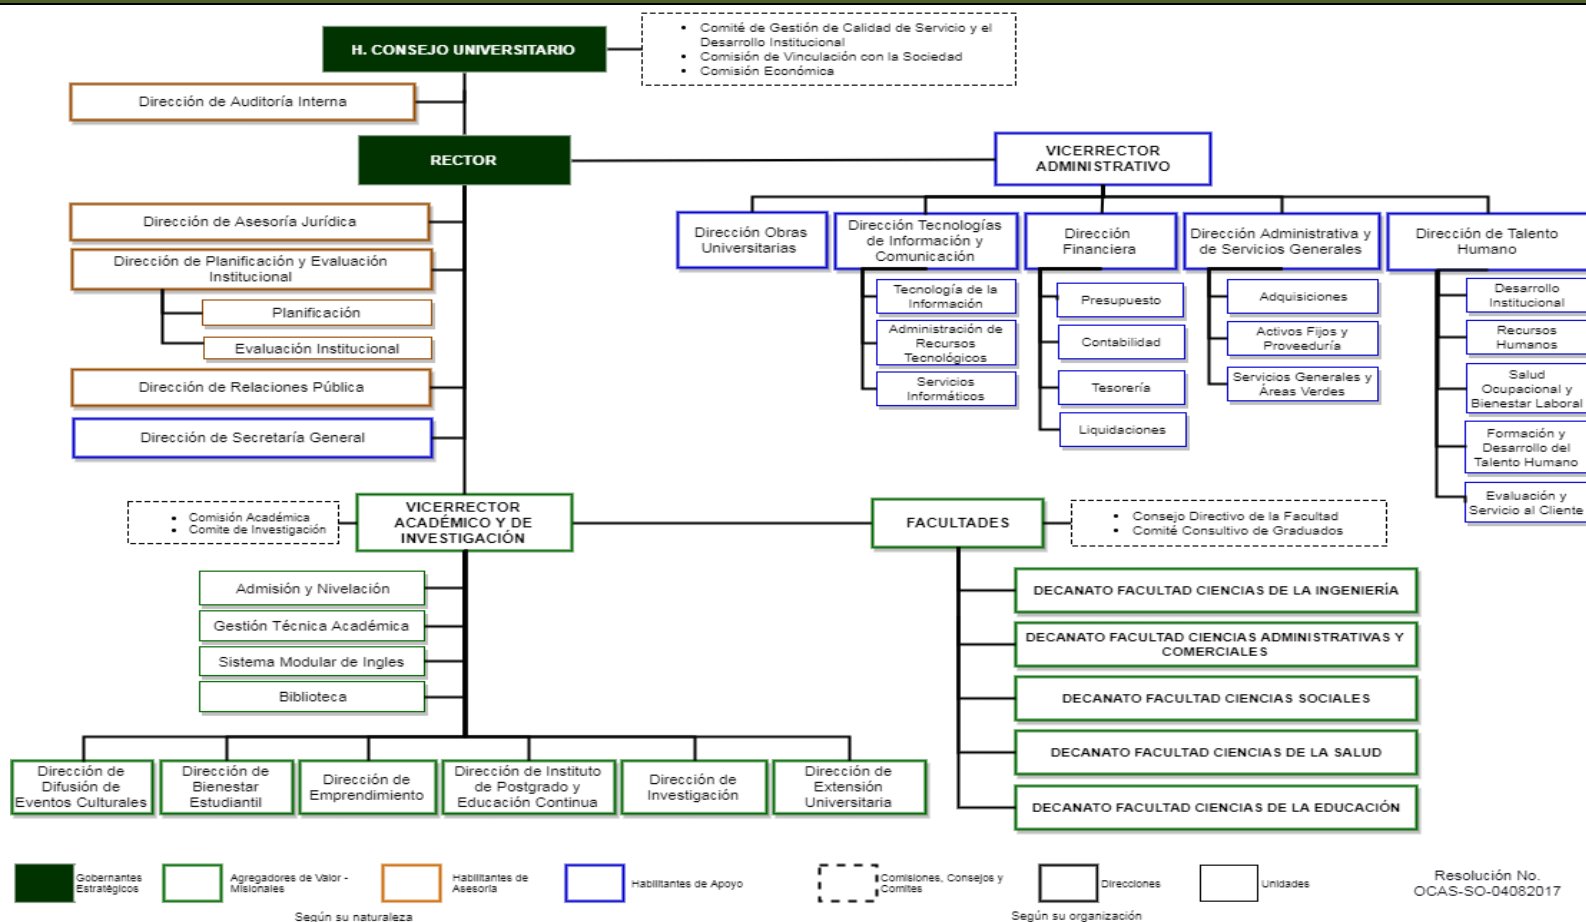 H. CONSEJO UNIVERSITARIO
• Comité de Gestión de Calidad de Servicio y el
Desarrollo Institucional
• Comisión de Vinculación con la Sociedad
• Comisión Económica
Dirección de Auditoría Interna
RECTOR
VICERRECTOR
ADMINISTRATIVO
Dirección de Asesoría Jurídica
Dirección de Planificación y Evaluación
Institucional
Planificación
Evaluación Institucional
Dirección de Relaciones Pública
Dirección de Secretaría General
Dirección Obras
Universitarias
Dirección Tecnologías
de Información y
Comunicación
Tecnología de la
Información
Administración de
Recursos
Tecnológicos
Servicios
Informáticos
Dirección
Financiera
Presupuesto
Contabilidad
Tesorería
Liquidaciones
Dirección Administrativa y
de Servicios Generales
Adquisiciones
Activos Fijos y
Proveeduría
Servicios Generales y
Áreas Verdes
Dirección de Talento
Humano
Desarrollo
Institucional
Recursos
Humanos
Salud
Ocupacional y
Bienestar Laboral
Formación y
Desarrollo del
Talento Humano
Evaluación y
Servicio al Cliente
• Comisión Académica
• Comite de Investigación
VICERRECTOR
ACADÉMICO Y DE
INVESTIGACIÓN
FACULTADES
• Consejo Directivo de la Facultad
• Comité Consultivo de Graduados
Admisión y Nivelación
Gestión Técnica Académica
Sistema Modular de Ingles
Biblioteca
DECANATO FACULTAD CIENCIAS DE LA INGENIERÍA
DECANATO FACULTAD CIENCIAS ADMINISTRATIVAS Y
COMERCIALES
DECANATO FACULTAD CIENCIAS SOCIALES
DECANATO FACULTAD CIENCIAS DE LA SALUD
DECANATO FACULTAD CIENCIAS DE LA EDUCACIÓN
Dirección de
Difusión de
Eventos Culturales
Dirección de
Bienestar
Estudiantil
Dirección de
Emprendimiento
Dirección de Instituto
de Postgrado y
Educación Continua
Dirección de
Investigación
Dirección de
Extensión
Universitaria
Gobernantes
Estratégicos
Agregadores de Valor -
Misionales
Habilitantes de
Asesoría
Habilitantes de Apoyo
Comisiones, Consejos y
Comites
Direcciones
Unidades
Según su naturaleza
Según su organización
Resolución No.
OCAS-SO-04082017